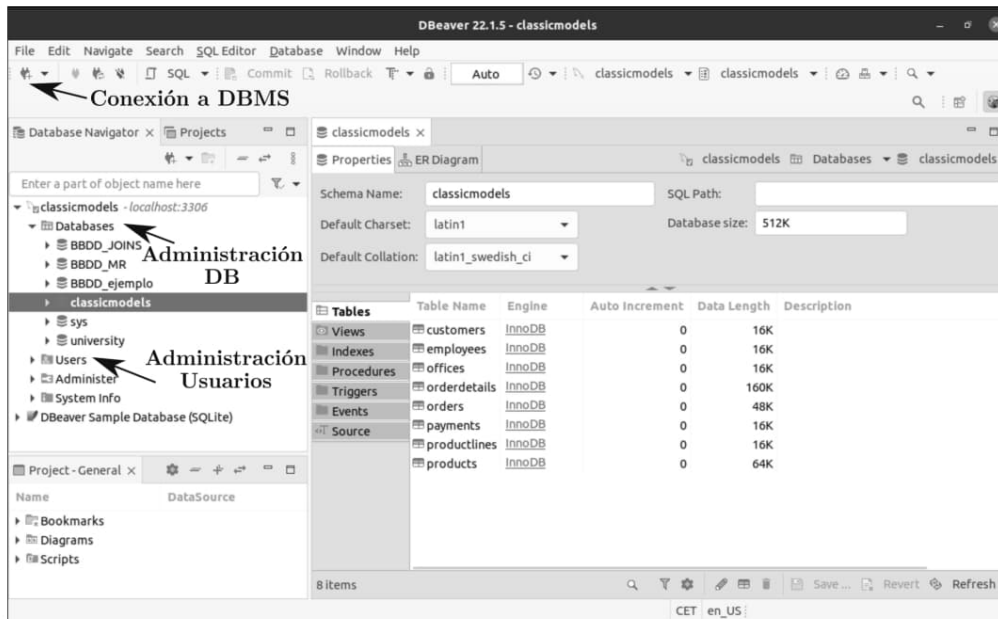 DBeaver 22.1.5 - classicmodels
File Edit Navigate Search SQL Editor Database Window Help
SQL Commit Rollback Auto classicmodels classicmodels
Conexión a DBMS
Database Navigator Projects
classicmodels
Properties ER Diagram
classicmodels Databases classicmodels
Enter a part of object name here
classicmodels - localhost:3306
Databases
BBDD_JOINS
BBDD_MR
BBDD_ejemplo
classicmodels
sys
university
Users
Administer
System Info
DBeaver Sample Database (SQLite)
Administración
DB
Administración
Usuarios
Schema Name: classicmodels SQL Path:
Default Charset: latin1 Database size: 512K
Default Collation: latin1_swedish_ci
Tables
Views
Indexes
Procedures
Triggers
Events
Source
Table Name Engine Auto Increment Data Length Description
customers InnoDB 0 16K
employees InnoDB 0 16K
offices InnoDB 0 16K
orderdetails InnoDB 0 160K
orders InnoDB 0 48K
payments InnoDB 0 16K
productlines InnoDB 0 16K
products InnoDB 0 64K
Project - General
Name DataSource
Bookmarks
Diagrams
Scripts
8 items Save ... Revert Refresh
CET en_US